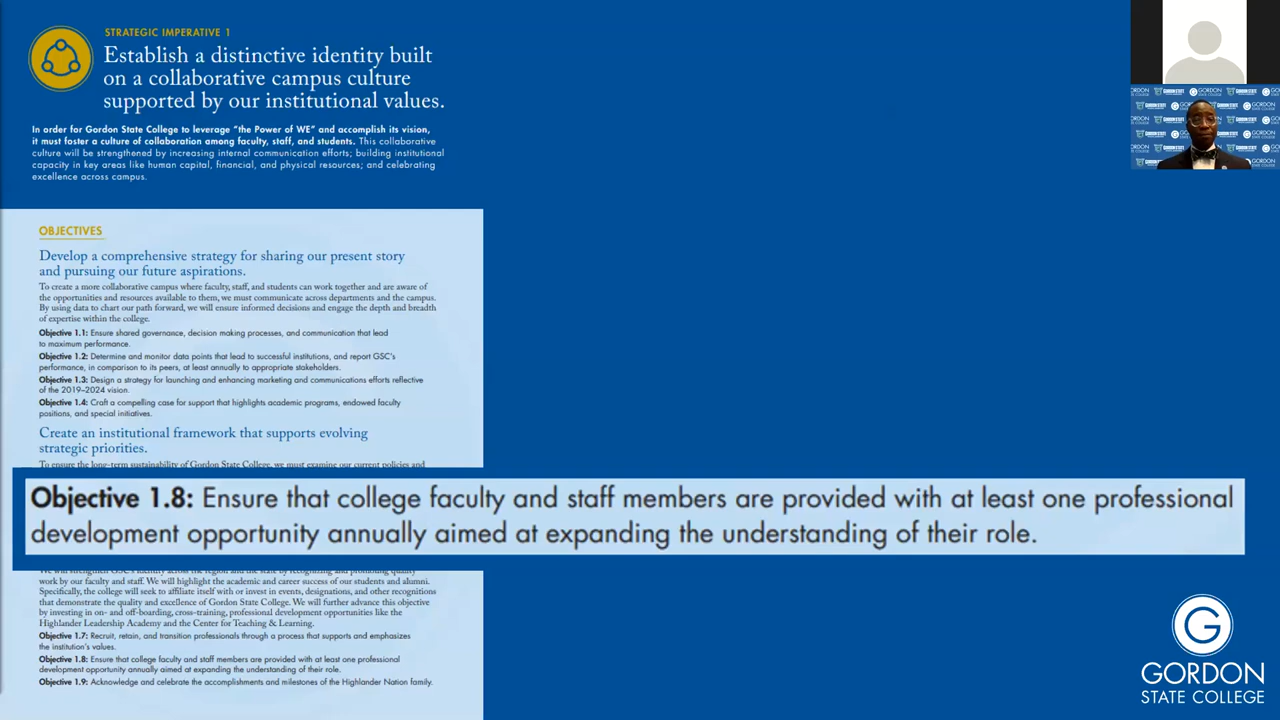 STRATEGIC IMPERATIVE 1
Establish a distinctive identity built
on a collaborative campus culture
supported by our institutional values.
In order for Gordon State College to leverage “the Power of WE” and accomplish its vision,
it must foster a culture of collaboration among faculty, staff, and students. This collaborative
culture will be strengthened by increasing internal communication efforts; building institutional
capacity in key areas like human capital, financial, and physical resources; and celebrating
excellence across campus.
OBJECTIVES
Develop a comprehensive strategy for sharing our present story
and pursuing our future aspirations.
To create a more collaborative campus where faculty, staff, and students can work together and are aware of
the opportunities and resources available to them, we must communicate across departments and the campus.
By using data to chart our path forward, we will ensure informed decisions and engage the depth and breadth
of expertise within the college.
Objective 1.1: Ensure shared governance, decision making processes, and communication that lead
to maximum performance.
Objective 1.2: Determine and monitor data points that lead to successful institutions, and report GSC's
performance, in comparison to its peers, at least annually to appropriate stakeholders.
Objective 1.3: Design a strategy for launching and enhancing marketing and communications efforts reflective
of the 2019–2024 vision.
Objective 1.4: Craft a compelling case for support that highlights academic programs, endowed faculty
positions, and special initiatives.
Create an institutional framework that supports evolving
strategic priorities.
To ensure the long-term sustainability of Gordon State College, we must examine our current policies and
Objective 1.8: Ensure that college faculty and staff members are provided with at least one professional
development opportunity annually aimed at expanding the understanding of their role.
We will strengthen GSC's identity across the region and the state by recognizing and promoting quality
work by our faculty and staff. We will highlight the academic and career success of our students and alumni.
Specifically, the college will seek to affiliate itself with or invest in events, designations, and other recognitions
that demonstrate the quality and excellence of Gordon State College. We will further advance this objective
by investing in on- and off-boarding, cross-training, professional development opportunities like the
Highlander Leadership Academy and the Center for Teaching & Learning.
Objective 1.7: Recruit, retain, and transition professionals through a process that supports and emphasizes
the institution's values.
Objective 1.8: Ensure that college faculty and staff members are provided with at least one professional
development opportunity annually aimed at expanding the understanding of their role.
Objective 1.9: Acknowledge and celebrate the accomplishments and milestones of the Highlander Nation family.
G
GORDON
STATE COLLEGE